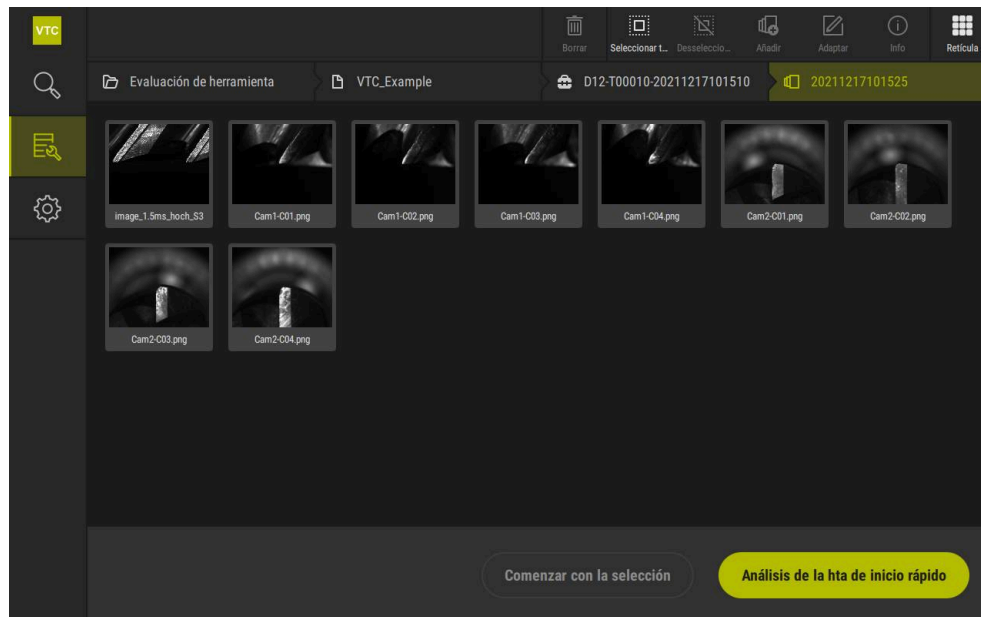 VTC
Borrar
Seleccionar t...
Desseleccio...
Añadir
Adaptar
Info
Retícula
Evaluación de herramienta
VTC_Example
D12-T00010-20211217101510
20211217101525
image_1.5ms_hoch_S3
Cam1-C01.png
Cam1-C02.png
Cam1-C03.png
Cam1-C04.png
Cam2-C01.png
Cam2-C02.png
Cam2-C03.png
Cam2-C04.png
Comenzar con la selección
Análisis de la hta de inicio rápido